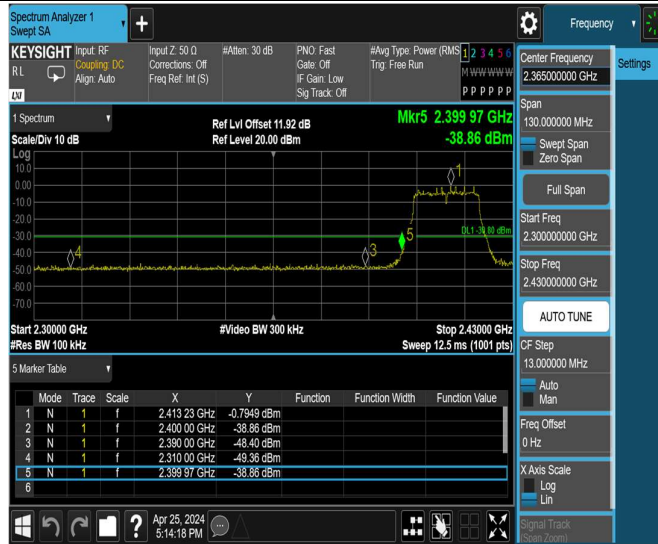 Spectrum Analyzer 1
Swept SA
+
Frequency
KEYSIGHT
RL
LXI
Input: RF
Coupling: DC
Align: Auto
Input Z: 50 Ω
Corrections: Off
Freq Ref: Int (S)
#Atten: 30 dB
PNO: Fast
Gate: Off
IF Gain: Low
Sig Track: Off
#Avg Type: Power (RMS
Trig: Free Run
1 2 3 4 5 6
M W W W W W
P P P P P P
Settings
Center Frequency
2.365000000 GHz
Span
130.000000 MHz
Swept Span
Zero Span
Full Span
Start Freq
2.300000000 GHz
Stop Freq
2.430000000 GHz
AUTO TUNE
CF Step
13.000000 MHz
Auto
Man
Freq Offset
0 Hz
X Axis Scale
Log
Lin
Signal Track
(Span Zoom)
1 Spectrum
Scale/Div 10 dB
Ref Lvl Offset 11.92 dB
Ref Level 20.00 dBm
Mkr5 2.399 97 GHz
-38.86 dBm
Log
10.0
0.00
-10.0
-20.0
-30.0
-40.0
-50.0
-60.0
-70.0
1
3
4
5
Start 2.30000 GHz
#Res BW 100 kHz
#Video BW 300 kHz
Stop 2.43000 GHz
Sweep 12.5 ms (1001 pts)
5 Marker Table
Mode Trace Scale X Y Function Function Width Function Value
1 N 1 f 2.413 23 GHz -0.7949 dBm
2 N 1 f 2.400 00 GHz -38.86 dBm
3 N 1 f 2.390 00 GHz -48.40 dBm
4 N 1 f 2.310 00 GHz -49.36 dBm
5 N 1 f 2.399 97 GHz -38.86 dBm
6
?
Apr 25, 2024
5:14:18 PM